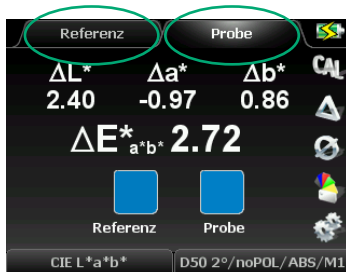 Referenz Probe
CAL
ΔL* Δa* Δb*
2.40 -0.97 0.86
ΔE*a*b* 2.72
Referenz Probe
CIE L*a*b* D50 2°/noPOL/ABS/M1